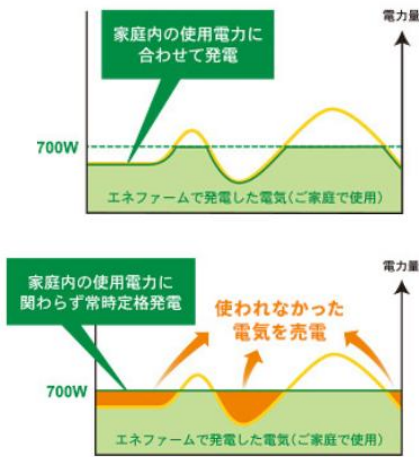 電力量
家庭内の使用電力に
合わせて発電
700W
エネファームで発電した電気(ご家庭で使用)
電力量
家庭内の使用電力に
関わらず常時定格発電
使われなかった
電気を売電
700W
エネファームで発電した電気(ご家庭で使用)